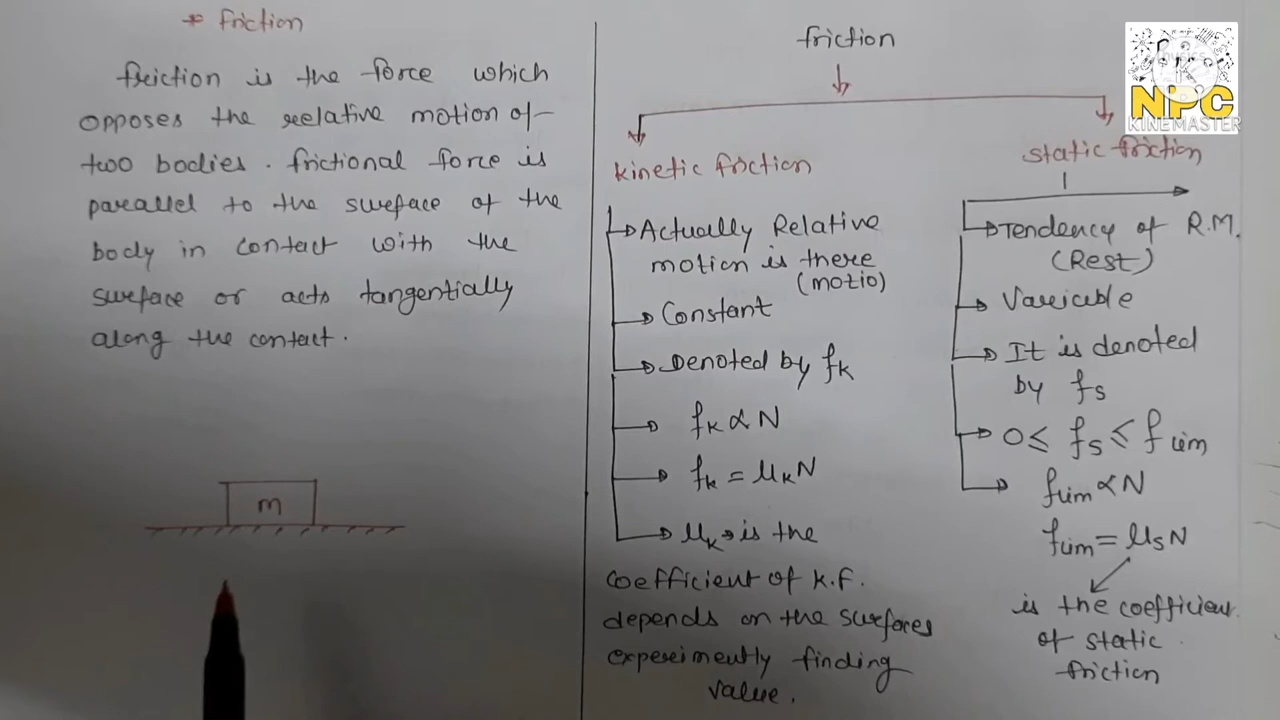 * friction
friction is the force which
opposes the relative motion of
two bodies. frictional force is
parallel to the surface of the
body in contact with the
surface or acts tangentially
along the contact.
m
friction
kinetic friction
Actually Relative
motion is there
(motio)
Constant
Denoted by fk
fk ∝ N
fk = μkN
μk → is the
coefficient of K.F.
depends on the surfaces
experimently finding
value.
static friction
Tendency of R.M.
(Rest)
Variable
It is denoted
by fs
0 ≤ fs ≤ flim
flim ∝ N
flim = μsN
is the coefficient
of static
friction
Physics
NPC
KINEMASTER